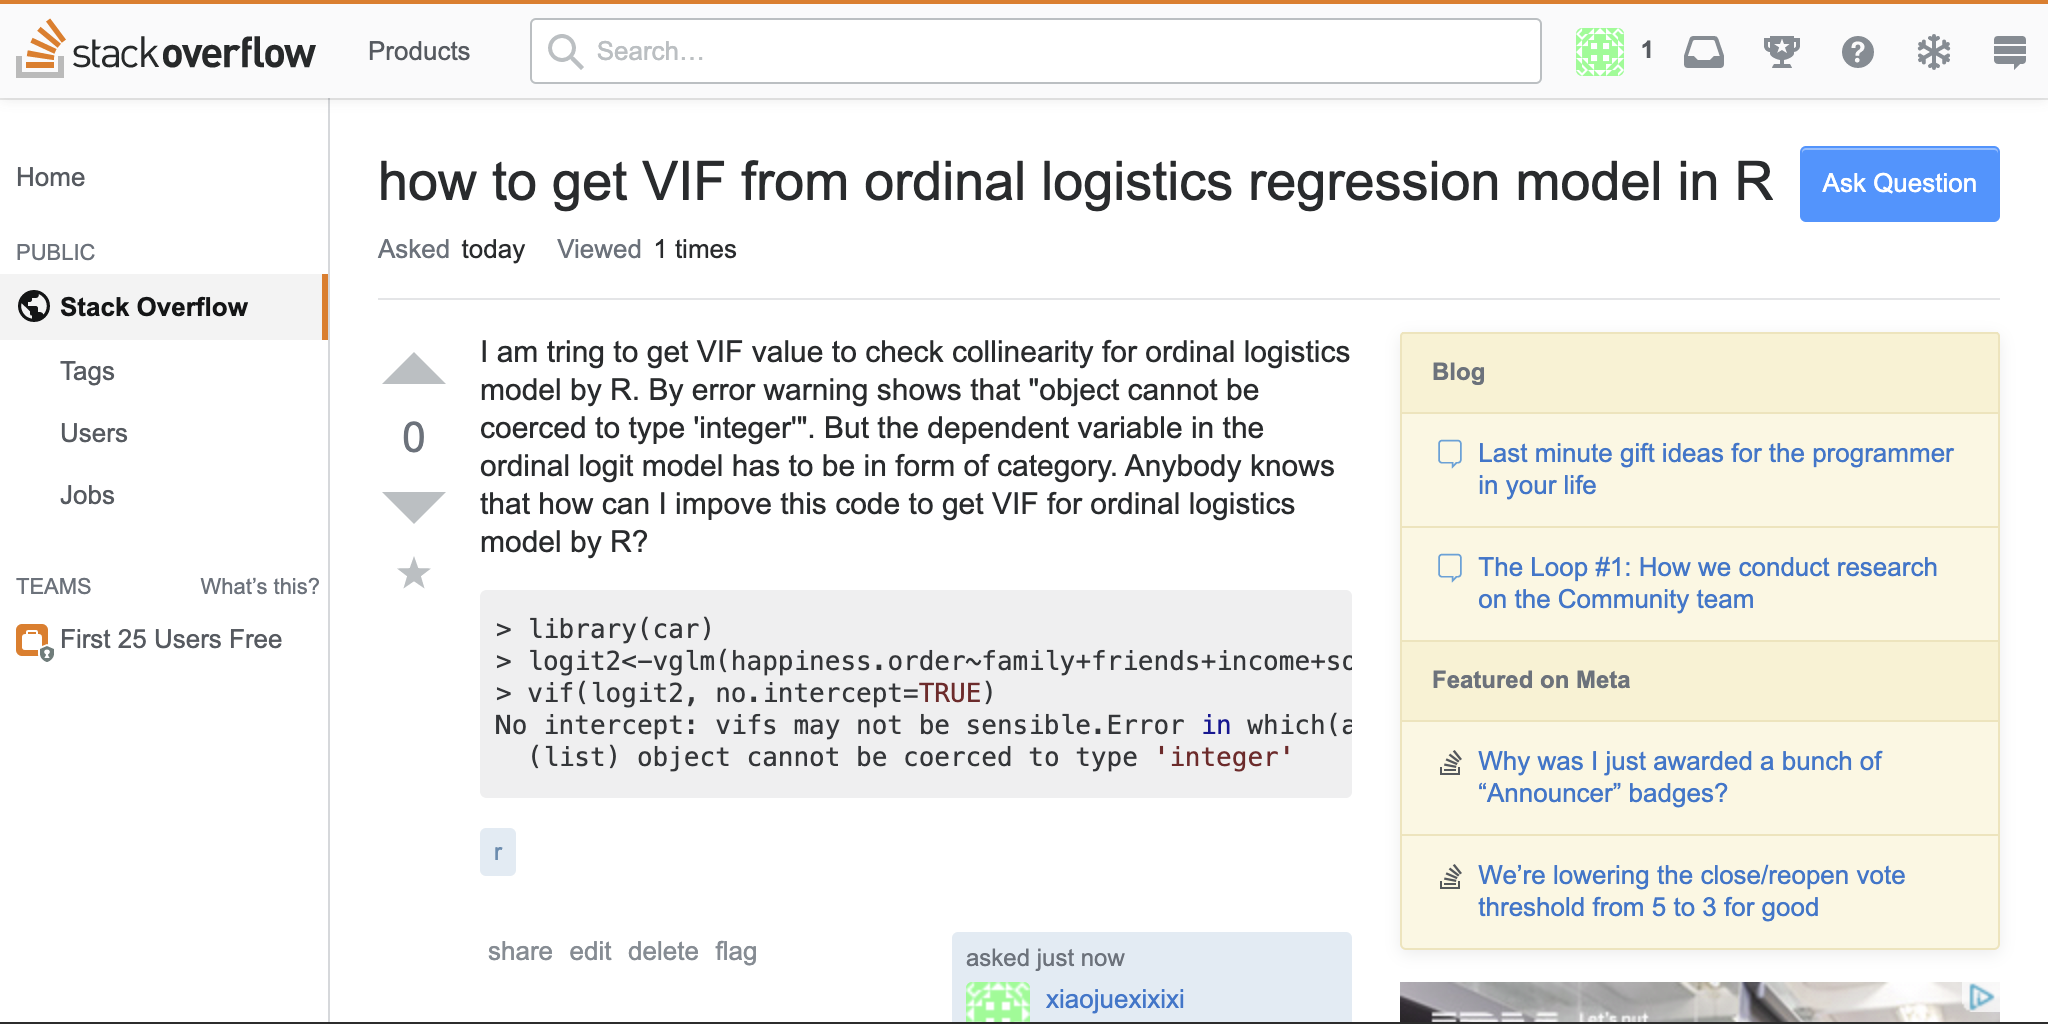 stackoverflow
Products
Search…
1
Home
PUBLIC
Stack Overflow
Tags
Users
Jobs
TEAMS What's this?
First 25 Users Free
how to get VIF from ordinal logistics regression model in R
Ask Question
Asked today Viewed 1 times
0
I am tring to get VIF value to check collinearity for ordinal logistics
model by R. By error warning shows that "object cannot be
coerced to type 'integer'". But the dependent variable in the
ordinal logit model has to be in form of category. Anybody knows
that how can I impove this code to get VIF for ordinal logistics
model by R?
> library(car)
> logit2<-vglm(happiness.order~family+friends+income+so
> vif(logit2, no.intercept=TRUE)
No intercept: vifs may not be sensible.Error in which(a
(list) object cannot be coerced to type 'integer'
r
share edit delete flag
asked just now
xiaojuexixixi
Blog
Last minute gift ideas for the programmer
in your life
The Loop #1: How we conduct research
on the Community team
Featured on Meta
Why was I just awarded a bunch of
“Announcer” badges?
We’re lowering the close/reopen vote
threshold from 5 to 3 for good
Let's put